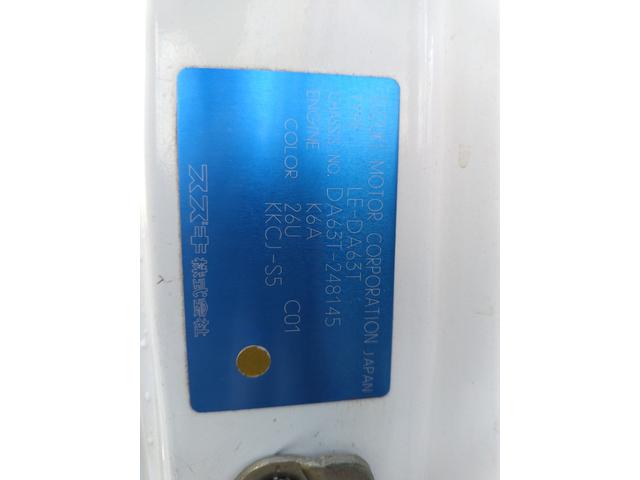 SUZUKI MOTOR CORPORATION JAPAN
TYPE LE-DA63T
CHASSIS NO. DA63T-248145
ENGINE K6A
COLOR 26U C01
KKCJ-S5
スズキ株式会社